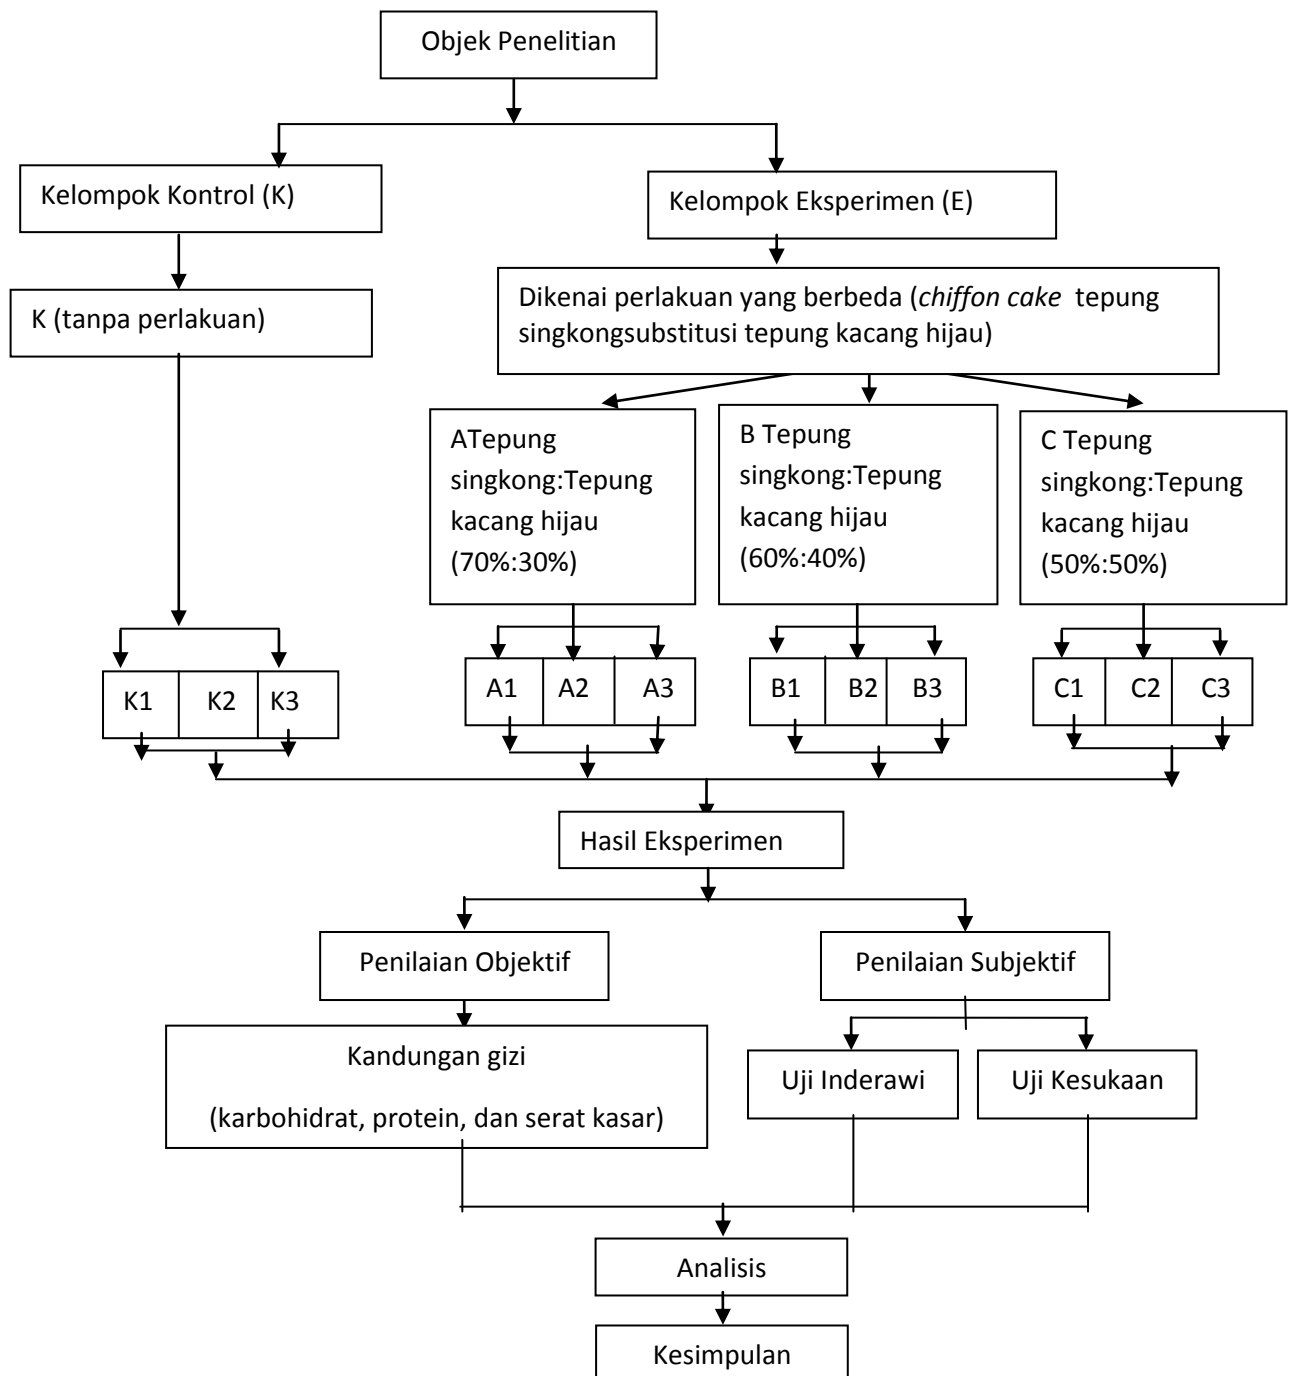 Objek Penelitian
Kelompok Kontrol (K)
Kelompok Eksperimen (E)
K (tanpa perlakuan)
Dikenai perlakuan yang berbeda (chiffon cake tepung
singkongsubstitusi tepung kacang hijau)
ATepung
singkong:Tepung
kacang hijau
(70%:30%)
B Tepung
singkong:Tepung
kacang hijau
(60%:40%)
C Tepung
singkong:Tepung
kacang hijau
(50%:50%)
K1 K2 K3
A1 A2 A3
B1 B2 B3
C1 C2 C3
Hasil Eksperimen
Penilaian Objektif
Penilaian Subjektif
Kandungan gizi
(karbohidrat, protein, dan serat kasar)
Uji Inderawi
Uji Kesukaan
Analisis
Kesimpulan